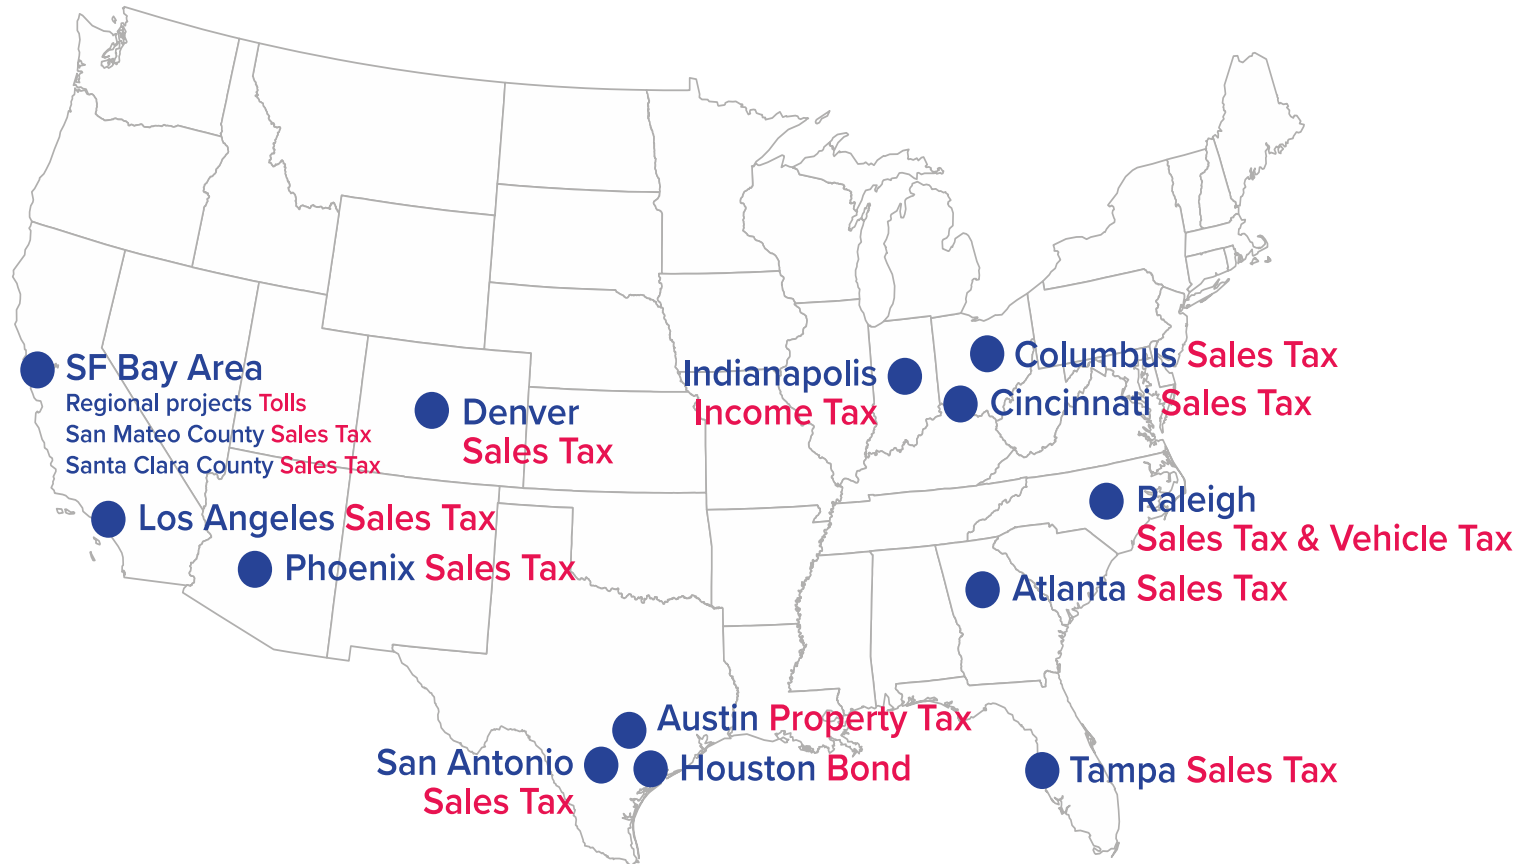 SF Bay Area
Regional projects Tolls
San Mateo County Sales Tax
Santa Clara County Sales Tax
Los Angeles Sales Tax
Phoenix Sales Tax
Denver
Sales Tax
Indianapolis
Income Tax
Columbus Sales Tax
Cincinnati Sales Tax
Raleigh
Sales Tax & Vehicle Tax
Atlanta Sales Tax
Austin Property Tax
San Antonio
Sales Tax
Houston Bond
Tampa Sales Tax